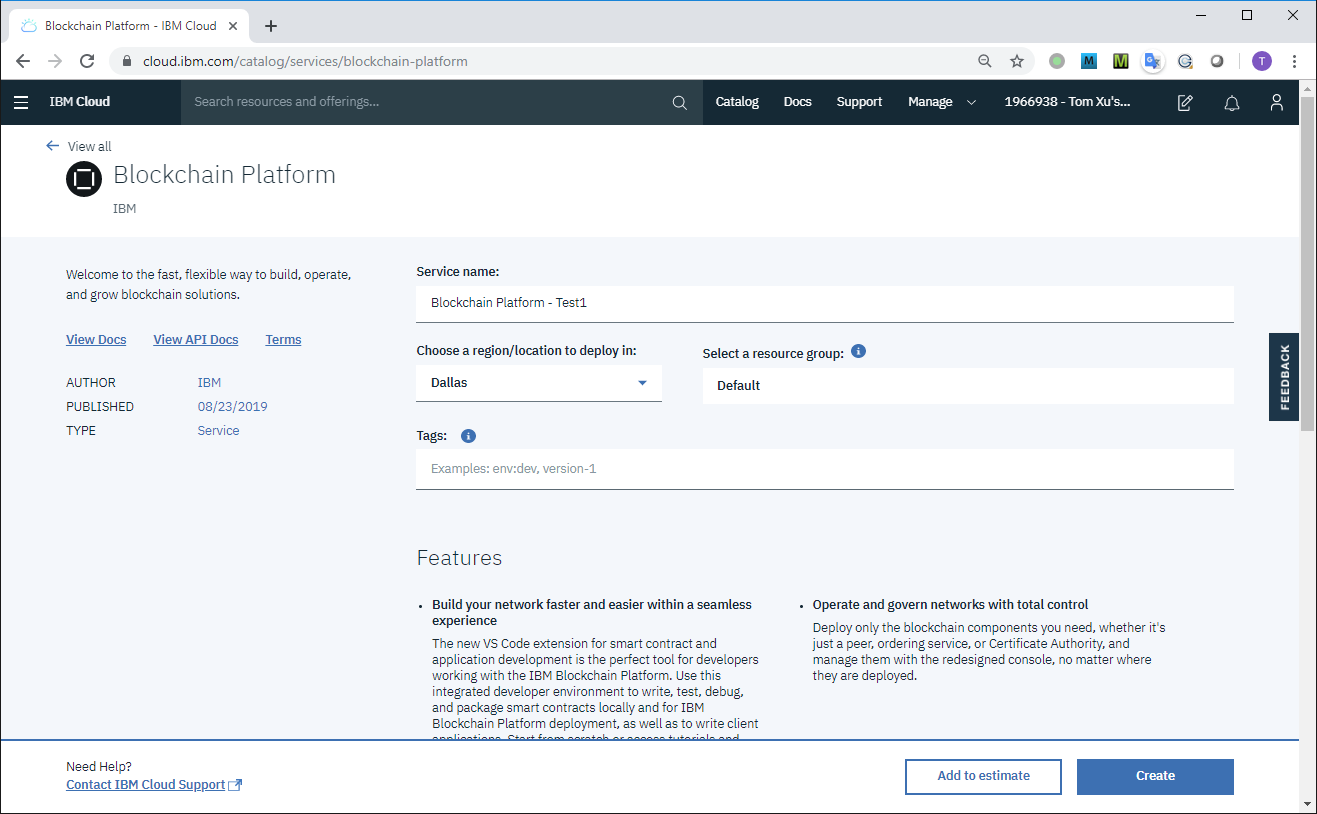 Blockchain Platform - IBM Cloud
cloud.ibm.com/catalog/services/blockchain-platform
M
M
T
IBM Cloud
Search resources and offerings...
Catalog
Docs
Support
Manage
1966938 - Tom Xu's...
View all
Blockchain Platform
IBM
Welcome to the fast, flexible way to build, operate,
and grow blockchain solutions.
View Docs
View API Docs
Terms
AUTHOR IBM
PUBLISHED 08/23/2019
TYPE Service
Service name:
Blockchain Platform - Test1
Choose a region/location to deploy in:
Dallas
Select a resource group:
Default
Tags:
Examples: env:dev, version-1
FEEDBACK
Features
• Build your network faster and easier within a seamless
experience
The new VS Code extension for smart contract and
application development is the perfect tool for developers
working with the IBM Blockchain Platform. Use this
integrated developer environment to write, test, debug,
and package smart contracts locally and for IBM
Blockchain Platform deployment, as well as to write client
applications. Start from scratch or access tutorials and
• Operate and govern networks with total control
Deploy only the blockchain components you need, whether it's
just a peer, ordering service, or Certificate Authority, and
manage them with the redesigned console, no matter where
they are deployed.
Need Help?
Contact IBM Cloud Support
Add to estimate
Create